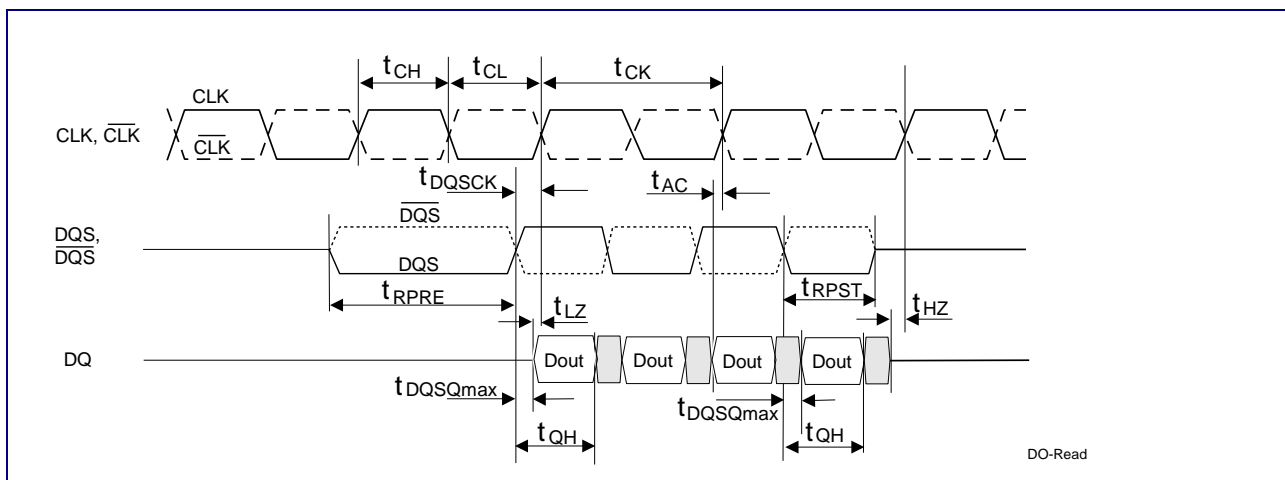 tCH tCL tCK
CLK
CLK, CLK
CLK
tDQSCK tAC
DQS
DQS,
DQS
DQS
tRPRE tLZ tRPST tHZ
DQ Dout Dout Dout Dout
tDQSQmax tDQSQmax
tQH tQH
DO-Read